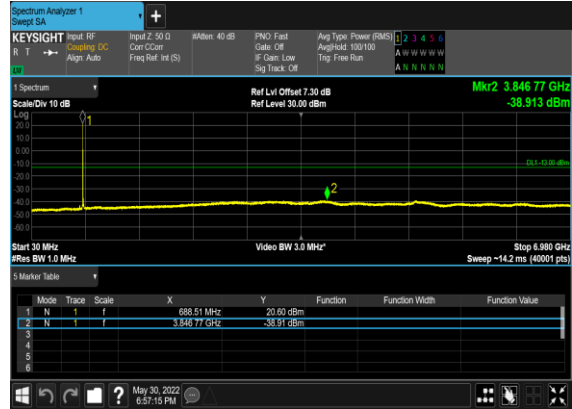 Spectrum Analyzer 1
Swept SA
+
KEYSIGHT Input: RF Input Z: 50 Ω #Atten: 40 dB PNO: Fast Avg Type: Power (RMS) 1 2 3 4 5 6
R T Coupling: DC Corr CCorr Gate: Off Avg|Hold: 100/100 A W W W W W
Align: Auto Freq Ref: Int (S) IF Gain: Low Trig: Free Run
Sig Track: Off A N N N N N
1 Spectrum
Ref Lvl Offset 7.30 dB Mkr2 3.846 77 GHz
Scale/Div 10 dB Ref Level 30.00 dBm -38.913 dBm
Log
20.0
10.0
0.00
-10.0
-20.0
-30.0
-40.0
-50.0
-60.0
1
DL1 -13.00 dBm
2
Start 30 MHz Video BW 3.0 MHz* Stop 6.980 GHz
#Res BW 1.0 MHz Sweep ~14.2 ms (40001 pts)
5 Marker Table
Mode Trace Scale X Y Function Function Width Function Value
1 N 1 f 688.51 MHz 20.60 dBm
2 N 1 f 3.846 77 GHz -38.91 dBm
3
4
5
6
? May 30, 2022
6:57:15 PM